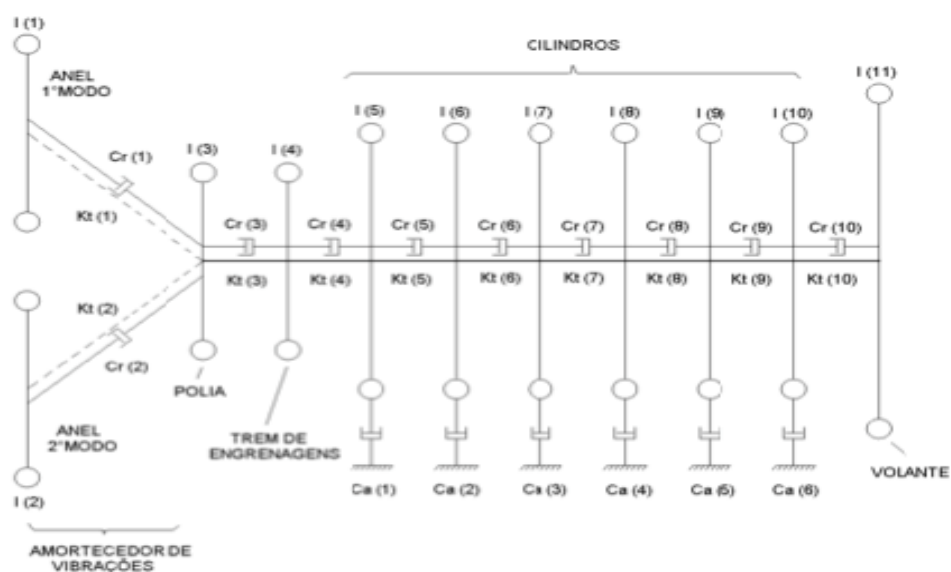 I (1)
CILINDROS
ANEL
1°MODO
I (11)
I (5)
I (6)
I (7)
I (8)
I (9)
I (10)
Cr (1)
I (3)
I (4)
Kt (1)
Cr (3)
Cr (4)
Cr (5)
Cr (6)
Cr (7)
Cr (8)
Cr (9)
Cr (10)
Kt (3)
Kt (4)
Kt (5)
Kt (6)
Kt (7)
Kt (8)
Kt (9)
Kt (10)
Kt (2)
Cr (2)
POLIA
ANEL
2°MODO
TREM DE
ENGRENAGENS
VOLANTE
I (2)
Ca (1)
Ca (2)
Ca (3)
Ca (4)
Ca (5)
Ca (6)
AMORTECEDOR DE
VIBRAÇÕES